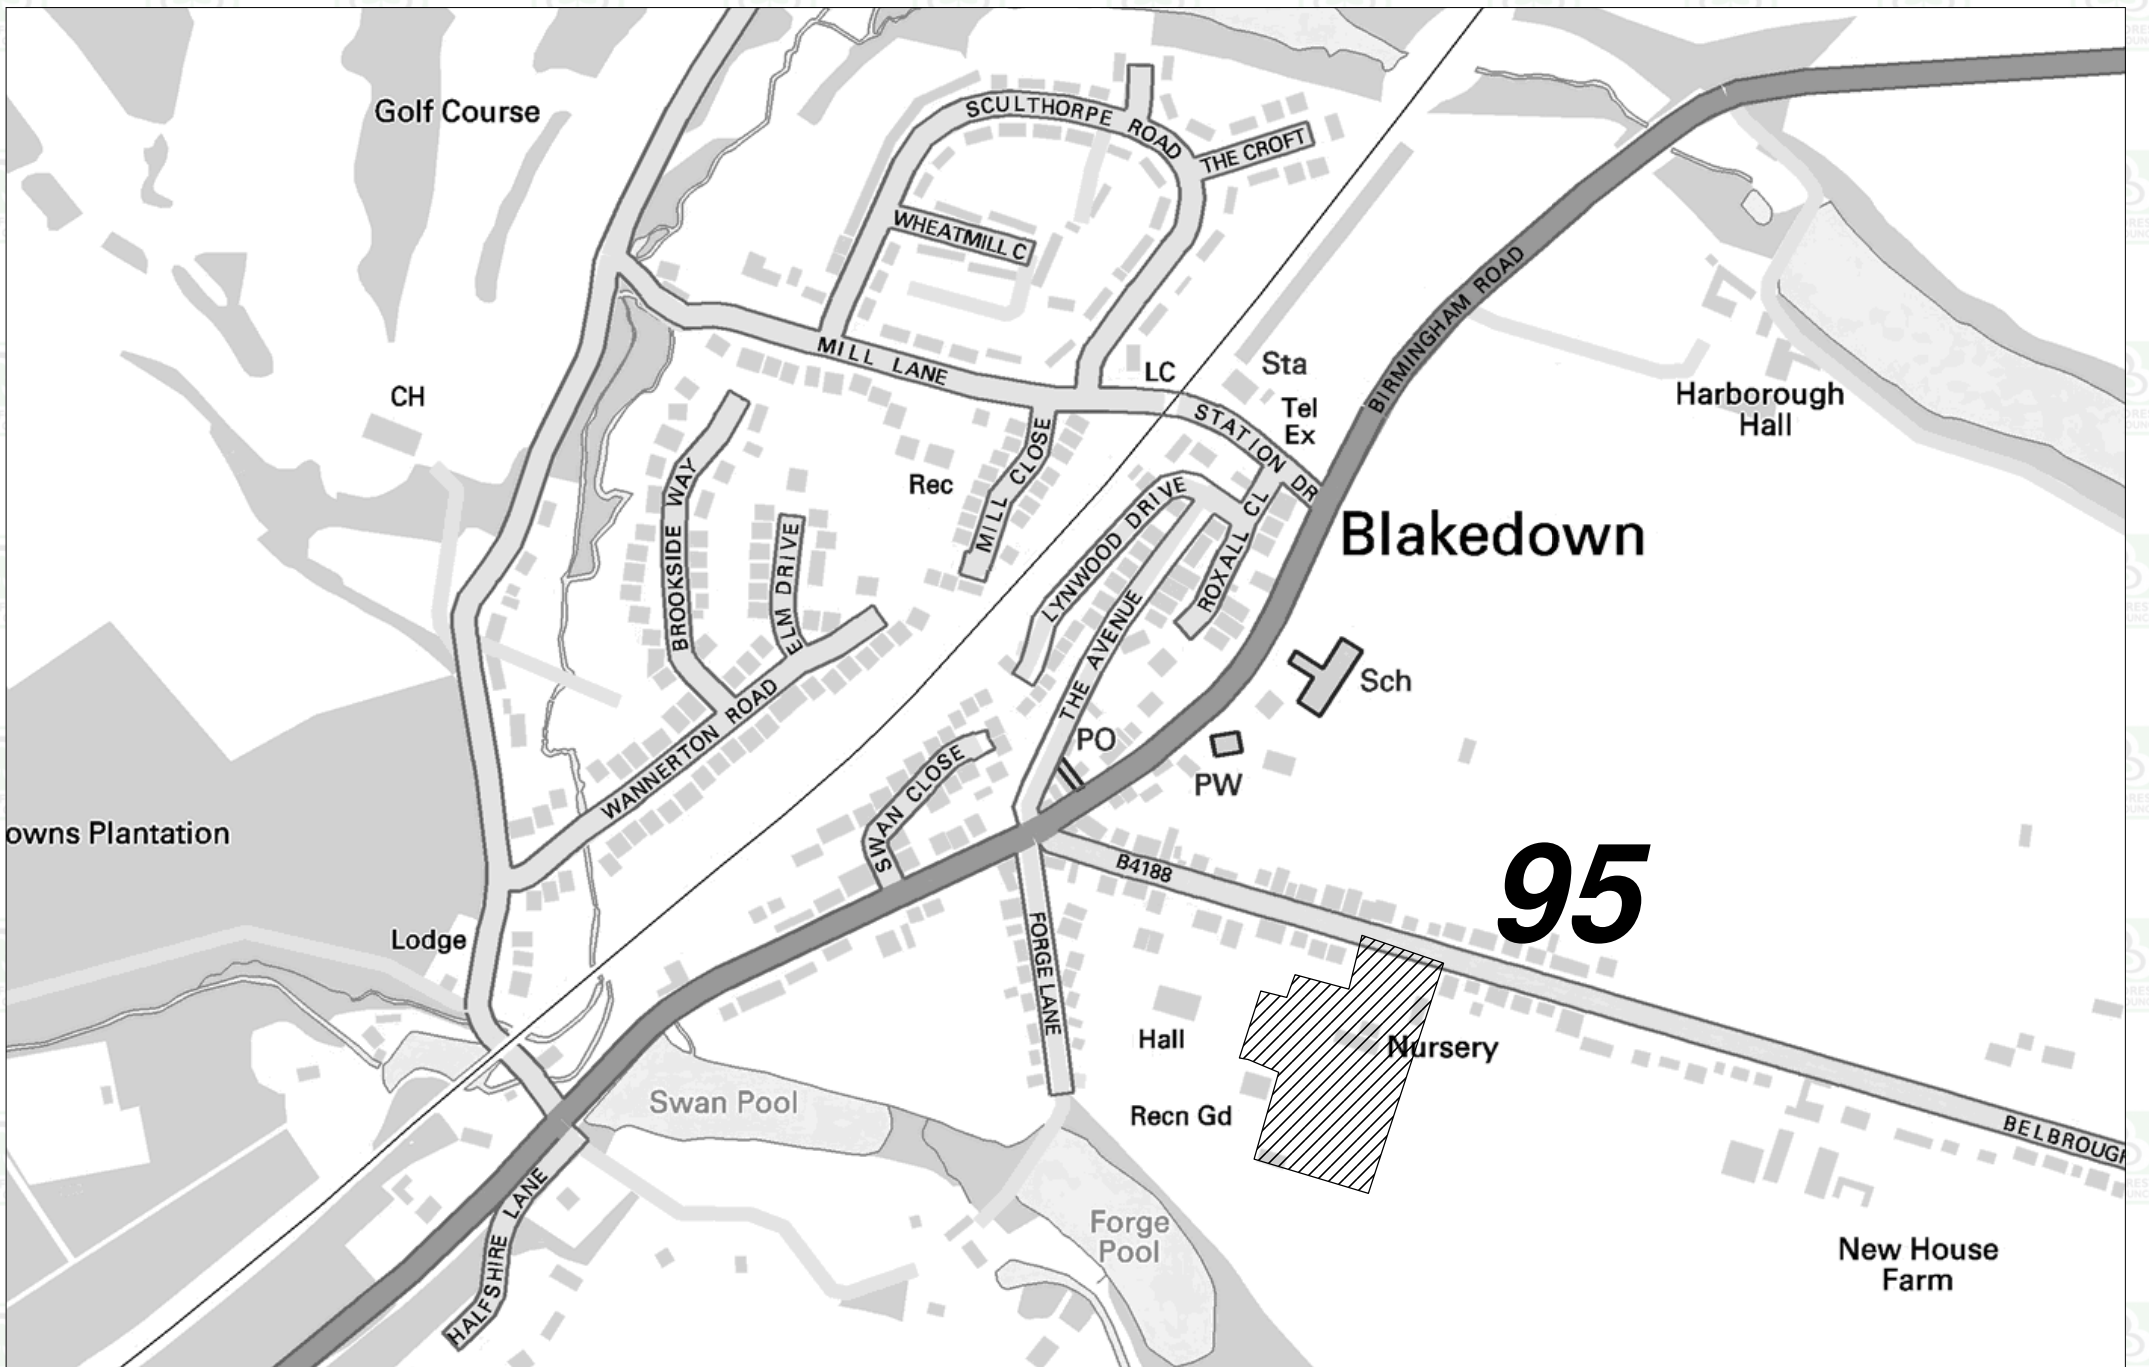 Golf Course
SCULTHORPE ROAD
THE CROFT
WHEATMILL C
BIRMINGHAM ROAD
MILL LANE
LC
Sta
Tel
Ex
STATION DR
CH
Harborough
Hall
Rec
MILL CLOSE
LYNWOOD DRIVE
ROXALL CL
BROOKSIDE WAY
ELM DRIVE
Blakedown
THE AVENUE
Sch
WANNERTON ROAD
PO
PW
SWAN CLOSE
owns Plantation
B4188
95
Lodge
FORGE LANE
Hall
Nursery
Swan Pool
Recn Gd
BELBROUGH
HALFSHIRE LANE
Forge
Pool
New House
Farm